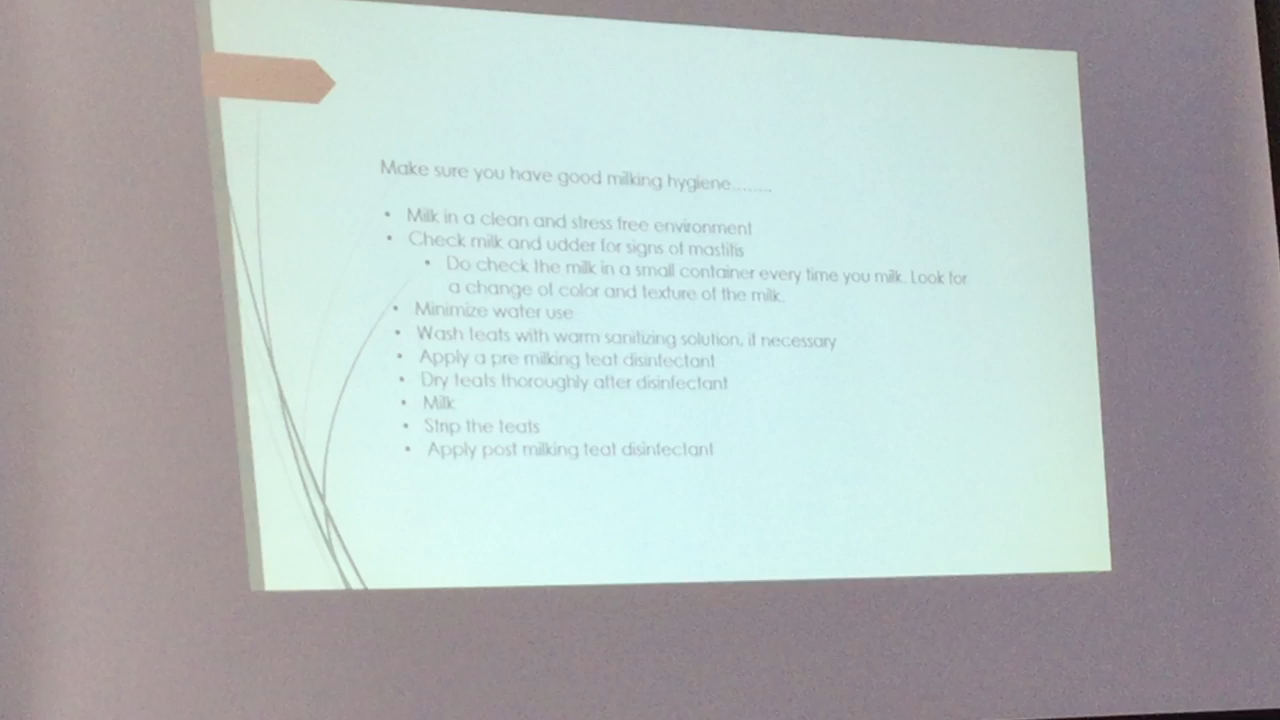 Make sure you have good milking hygiene........
• Milk in a clean and stress free environment
• Check milk and udder for signs of mastitis
• Do check the milk in a small container every time you milk. Look for
a change of color and texture of the milk.
• Minimize water use
• Wash teats with warm sanitizing solution, if necessary
• Apply a pre milking teat disinfectant
• Dry teats thoroughly after disinfectant
• Milk
• Strip the teats
• Apply post milking teat disinfectant